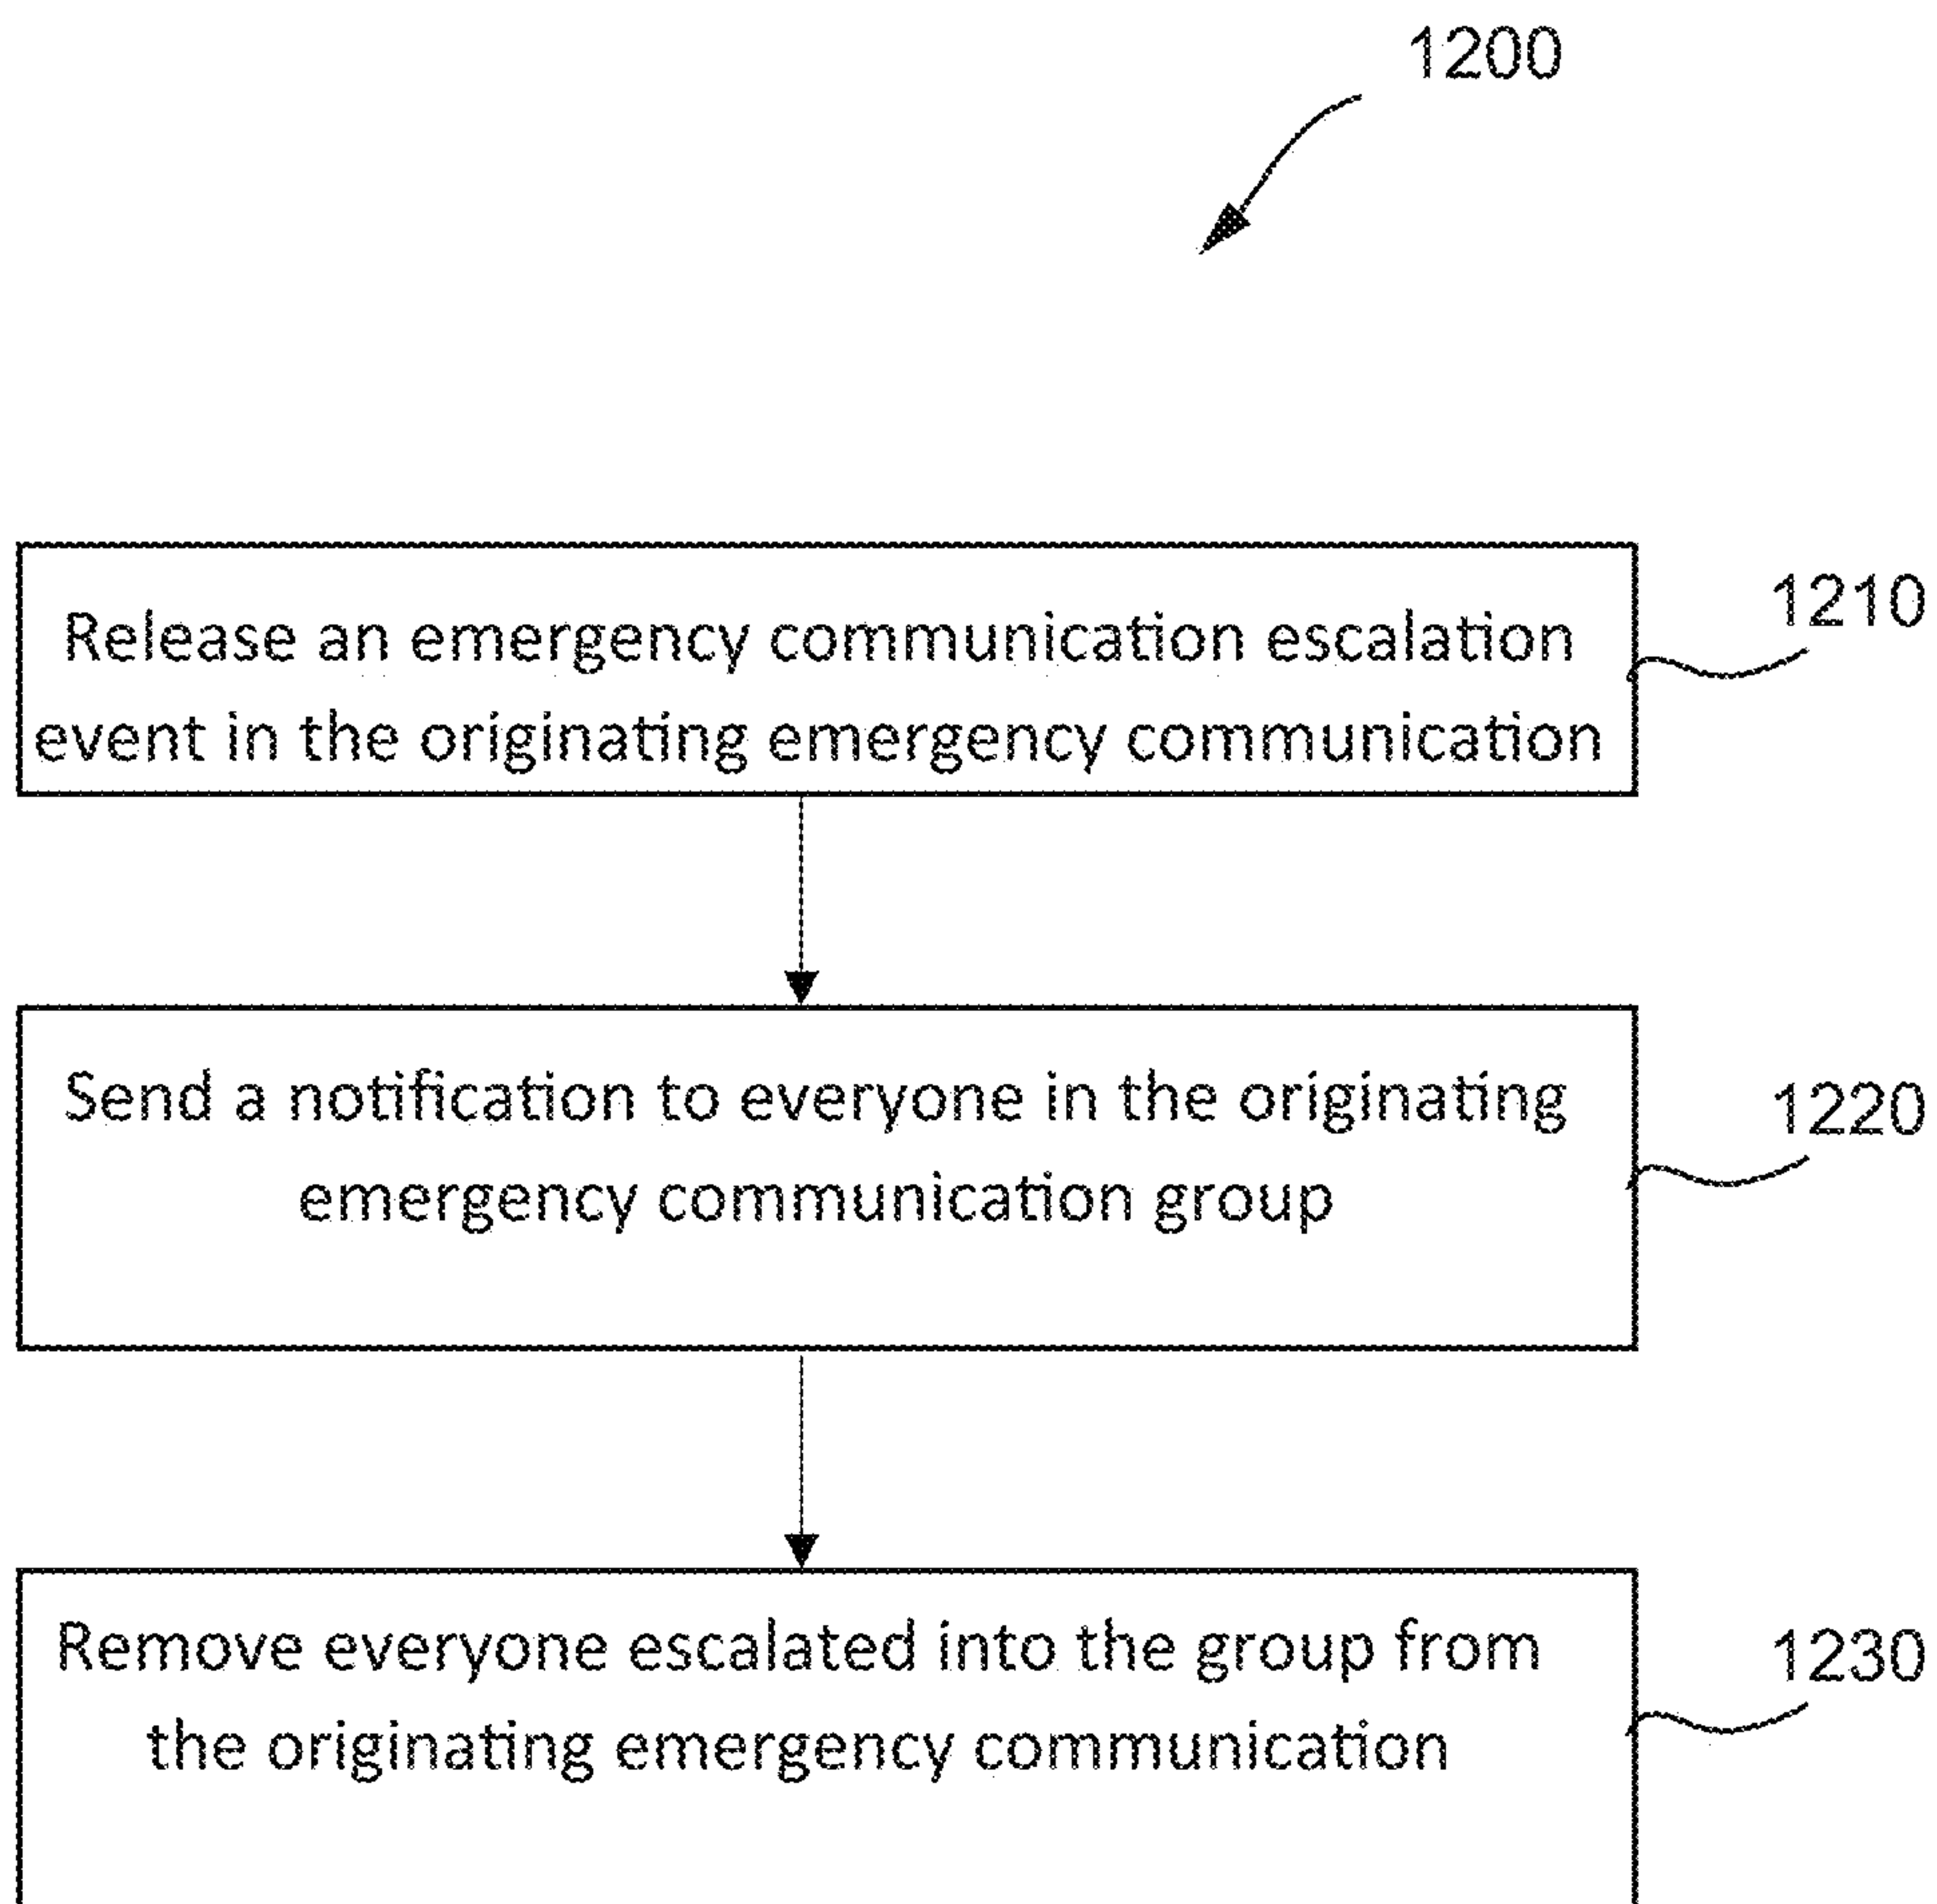 1200
Release an emergency communication escalation
event in the originating emergency communication
1210
Send a notification to everyone in the originating
emergency communication group
1220
Remove everyone escalated into the group from
the originating emergency communication
1230